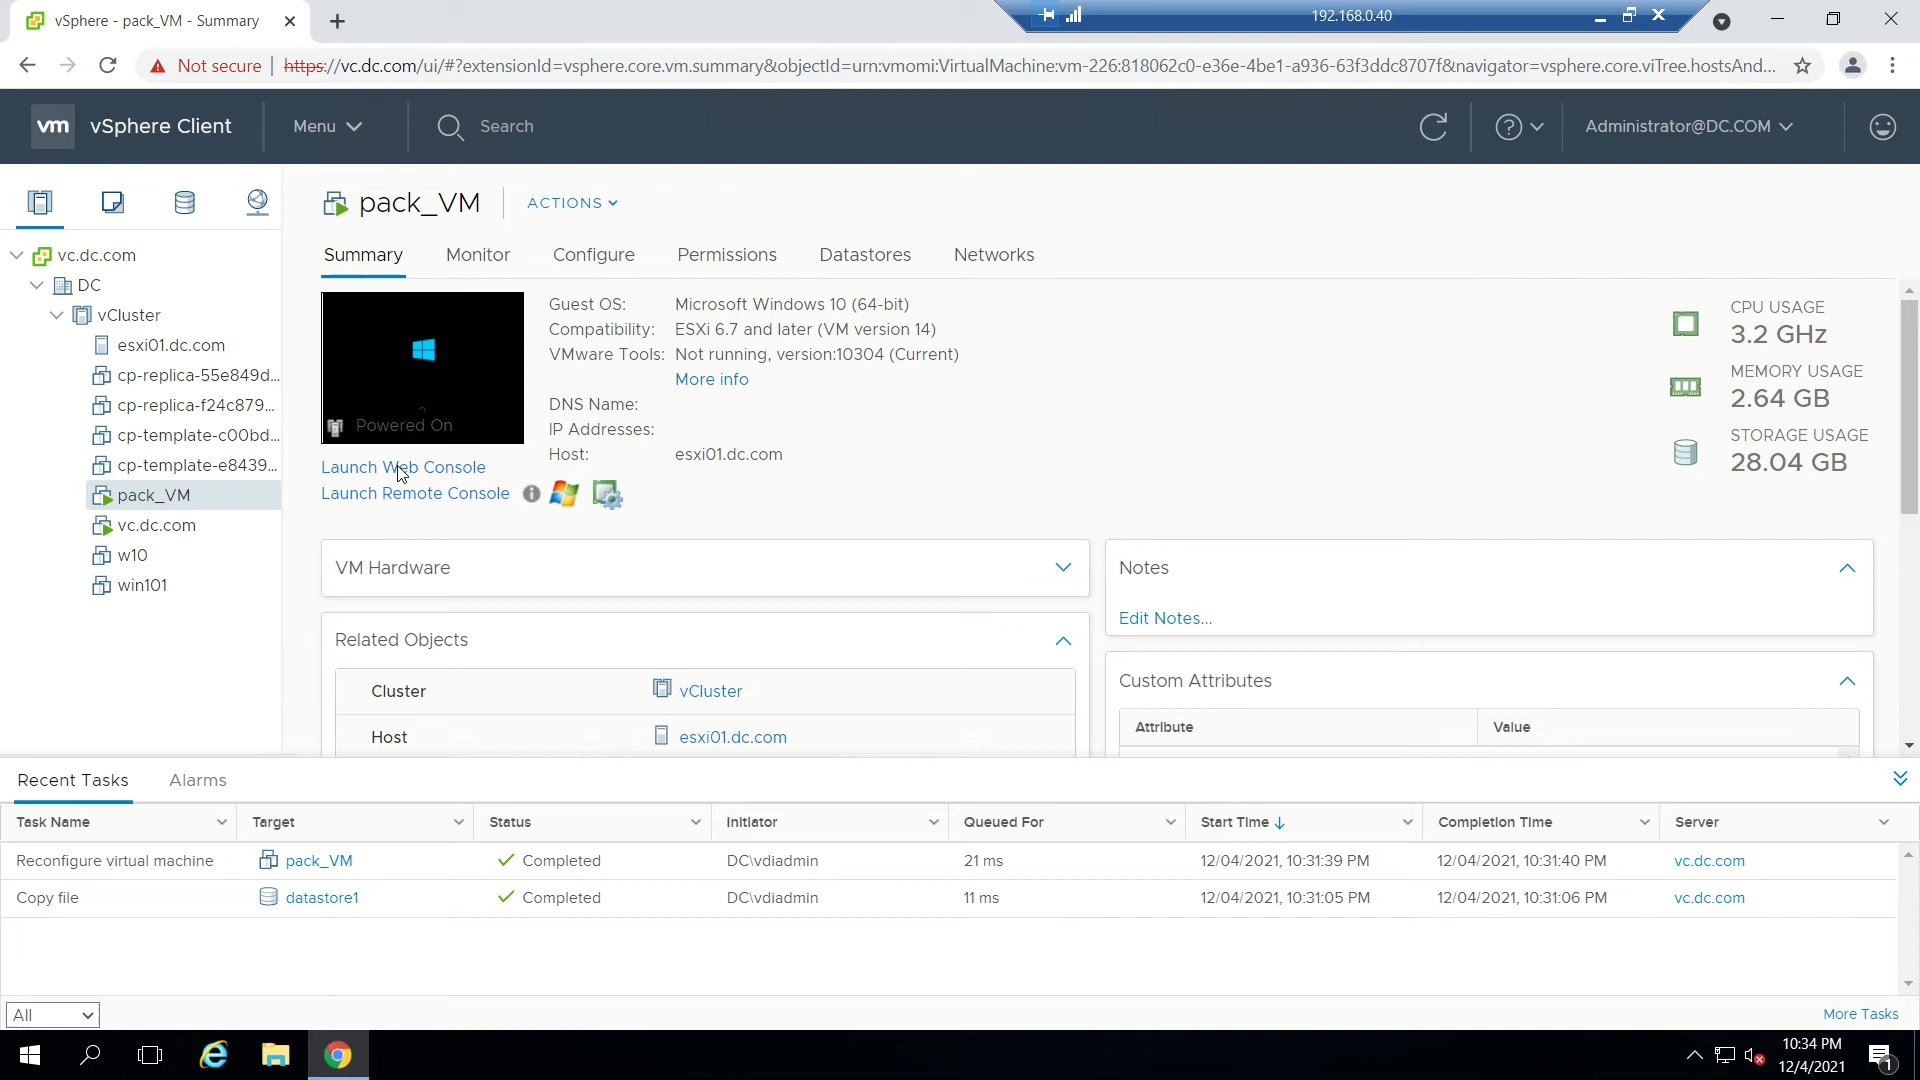 vSphere - pack_VM - Summary
192.168.0.40
Not secure
https://vc.dc.com/ui/#?extensionId=vsphere.core.vm.summary&objectId=urn:vmomi:VirtualMachine:vm-226:818062c0-e36e-4be1-a936-63f3ddc8707f&navigator=vsphere.core.viTree.hostsAnd...
vm vSphere Client
Menu
Search
Administrator@DC.COM
vc.dc.com
DC
vCluster
esxi01.dc.com
cp-replica-55e849d...
cp-replica-f24c879...
cp-template-c00bd...
cp-template-e8439...
pack_VM
vc.dc.com
w10
win101
pack_VM
ACTIONS
Summary Monitor Configure Permissions Datastores Networks
Powered On
Launch Web Console
Launch Remote Console
Guest OS: Microsoft Windows 10 (64-bit)
Compatibility: ESXi 6.7 and later (VM version 14)
VMware Tools: Not running, version:10304 (Current)
More info
DNS Name:
IP Addresses:
Host: esxi01.dc.com
CPU USAGE
3.2 GHz
MEMORY USAGE
2.64 GB
STORAGE USAGE
28.04 GB
VM Hardware
Related Objects
Cluster vCluster
Host esxi01.dc.com
Notes
Edit Notes...
Custom Attributes
Attribute Value
Recent Tasks Alarms
Task Name Target Status Initiator Queued For Start Time Completion Time Server
Reconfigure virtual machine pack_VM Completed DC\vdiadmin 21 ms 12/04/2021, 10:31:39 PM 12/04/2021, 10:31:40 PM vc.dc.com
Copy file datastore1 Completed DC\vdiadmin 11 ms 12/04/2021, 10:31:05 PM 12/04/2021, 10:31:06 PM vc.dc.com
All
More Tasks
10:34 PM
12/4/2021
1